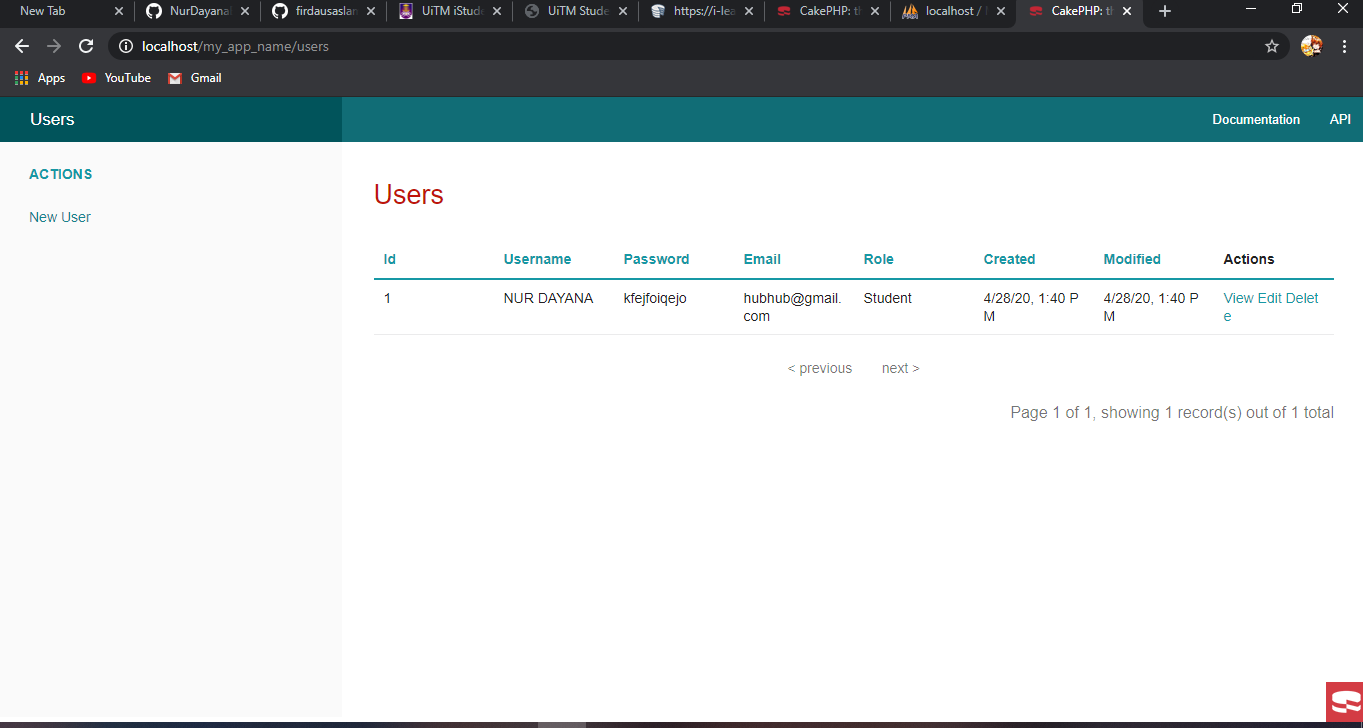 New Tab
NurDayana
firdausaslan
UiTM iStude
UiTM Stude
https://i-lea
CakePHP: th
localhost /
CakePHP: th
localhost/my_app_name/users
Apps
YouTube
Gmail
Users
Documentation
API
ACTIONS
New User
Users
Id Username Password Email Role Created Modified Actions
1 NUR DAYANA kfejfoiqejo hubhub@gmail. Student 4/28/20, 1:40 P 4/28/20, 1:40 P View Edit Delet
com M M e
< previous next >
Page 1 of 1, showing 1 record(s) out of 1 total